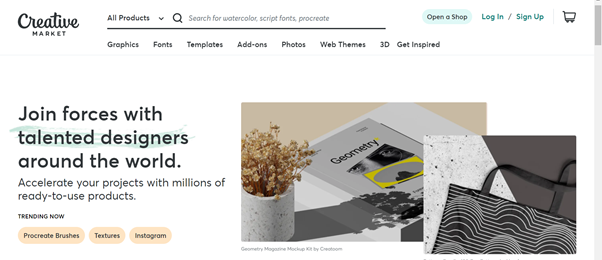 Creative
MARKET
All Products
Search for watercolor, script fonts, procreate
Open a Shop
Log In / Sign Up
Graphics Fonts Templates Add-ons Photos Web Themes 3D Get Inspired
Join forces with
talented designers
around the world.
Accelerate your projects with millions of
ready-to-use products.
TRENDING NOW
Procreate Brushes Textures Instagram
Geometry
Geometry Magazine Mockup Kit by Creatoom